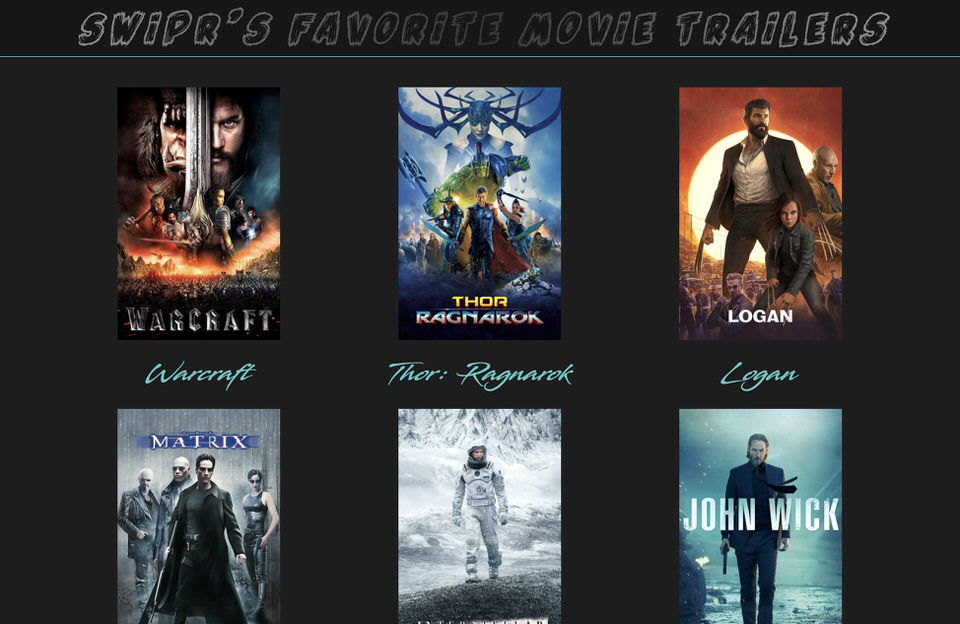 SWIPR'S FAVORITE MOVIE TRAILERS
WARCRAFT
THOR
RAGNAROK
LOGAN
Warcraft
Thor: Ragnarok
Logan
MATRIX
JOHN WICK